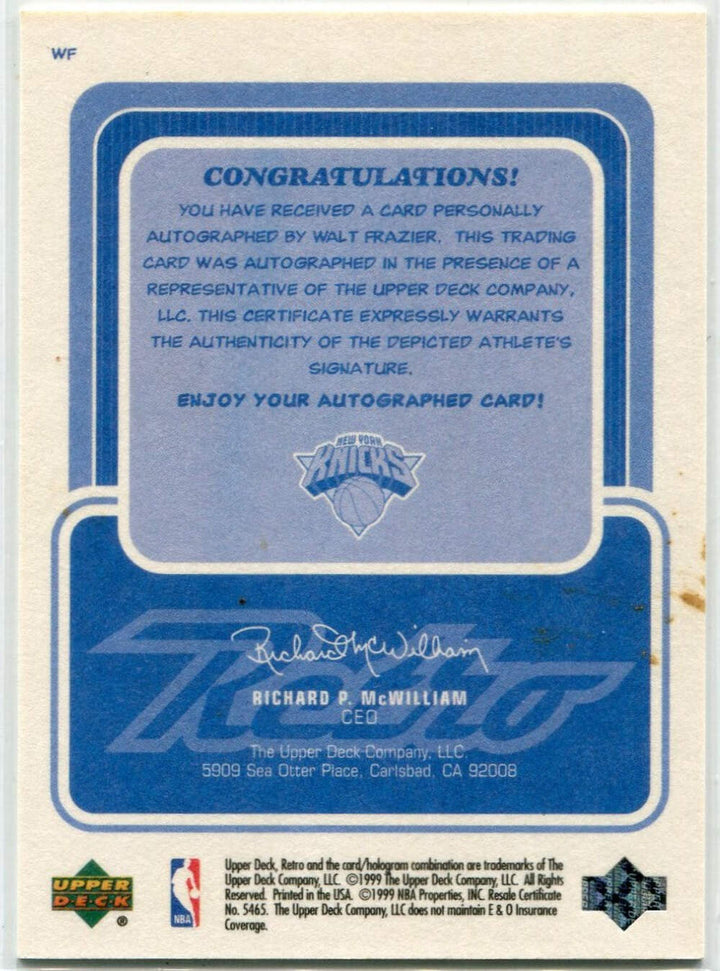 WF
CONGRATULATIONS!
YOU HAVE RECEIVED A CARD PERSONALLY
AUTOGRAPHED BY WALT FRAZIER. THIS TRADING
CARD WAS AUTOGRAPHED IN THE PRESENCE OF A
REPRESENTATIVE OF THE UPPER DECK COMPANY,
LLC. THIS CERTIFICATE EXPRESSLY WARRANTS
THE AUTHENTICITY OF THE DEPICTED ATHLETE'S
SIGNATURE.
ENJOY YOUR AUTOGRAPHED CARD!
NEW YORK
KNICKS
Retro
Richard McWilliam
RICHARD P. McWILLIAM
CEO
The Upper Deck Company, LLC.
5909 Sea Otter Place, Carlsbad, CA 92008
UPPER
DECK
®
NBA
Upper Deck, Retro and the card/hologram combination are trademarks of The
Upper Deck Company, LLC. ©1999 The Upper Deck Company, LLC. All Rights
Reserved. Printed in the USA. ©1999 NBA Properties, INC. Resale Certificate
No. 5465. The Upper Deck Company, LLC does not maintain E & O Insurance
Coverage.